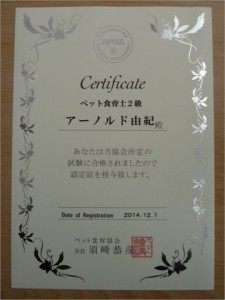 APNA
Certificate
ペット食育士2級
アーノルド由紀殿
あなたは当協会所定の
試験に合格されましたので
認定証を授与致します。
Date of Registration 2014.12.1
ペット食育協会
会長 須﨑恭彦